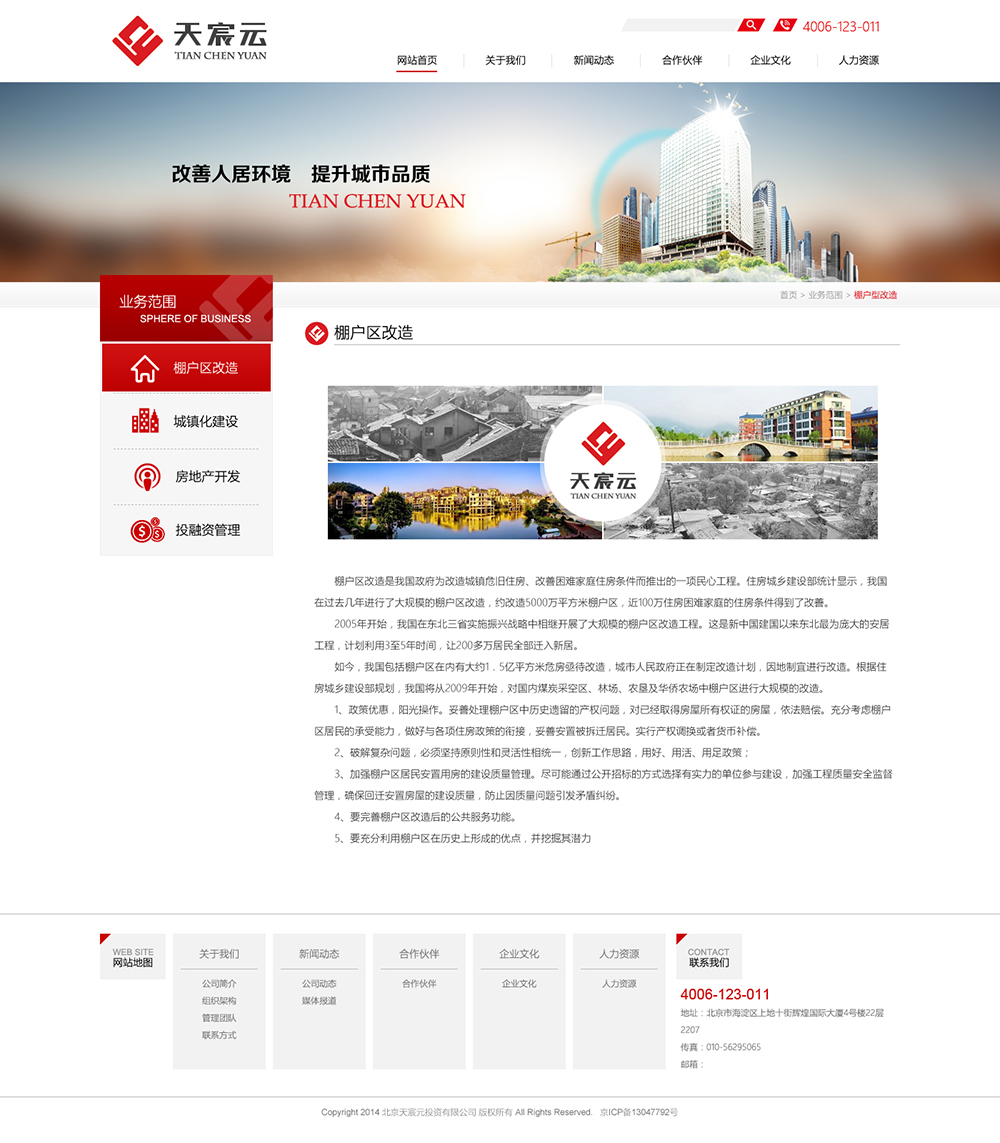 天宸云
TIAN CHEN YUAN
4006-123-011
网站首页 关于我们 新闻动态 合作伙伴 企业文化 人力资源
改善人居环境 提升城市品质
TIAN CHEN YUAN
首页 > 业务范围 > 棚户型改造
业务范围
SPHERE OF BUSINESS
棚户区改造
城镇化建设
房地产开发
投融资管理
棚户区改造
天宸云
TIAN CHEN YUAN
棚户区改造是我国政府为改造城镇危旧住房、改善困难家庭住房条件而推出的一项民心工程。住房城乡建设部统计显示，我国
在过去几年进行了大规模的棚户区改造，约改造5000万平方米棚户区，近100万住房困难家庭的住房条件得到了改善。
2005年开始，我国在东北三省实施振兴战略中相继开展了大规模的棚户区改造工程。这是新中国建国以来东北最为庞大的安居
工程，计划利用3至5年时间，让200多万居民全部迁入新居。
如今，我国包括棚户区在内有大约1．5亿平方米危房亟待改造，城市人民政府正在制定改造计划，因地制宜进行改造。根据住
房城乡建设部规划，我国将从2009年开始，对国内煤炭采空区、林场、农垦及华侨农场中棚户区进行大规模的改造。
1、政策优惠，阳光操作。妥善处理棚户区中历史遗留的产权问题，对已经取得房屋所有权证的房屋，依法赔偿。充分考虑棚户
区居民的承受能力，做好与各项住房政策的衔接，妥善安置被拆迁居民。实行产权调换或者货币补偿。
2、破解复杂问题，必须坚持原则性和灵活性相统一，创新工作思路，用好、用活、用足政策；
3、加强棚户区居民安置用房的建设质量管理。尽可能通过公开招标的方式选择有实力的单位参与建设，加强工程质量安全监督
管理，确保回迁安置房屋的建设质量，防止因质量问题引发矛盾纠纷。
4、要完善棚户区改造后的公共服务功能。
5、要充分利用棚户区在历史上形成的优点，并挖掘其潜力
WEB SITE
网站地图
关于我们
公司简介
组织架构
管理团队
联系方式
新闻动态
公司动态
媒体报道
合作伙伴
合作伙伴
企业文化
企业文化
人力资源
人力资源
CONTACT
联系我们
4006-123-011
地址：北京市海淀区上地十街辉煌国际大厦4号楼22层
2207
传真：010-56295065
邮箱：
Copyright 2014 北京天宸元投资有限公司 版权所有 All Rights Reserved. 京ICP备13047792号